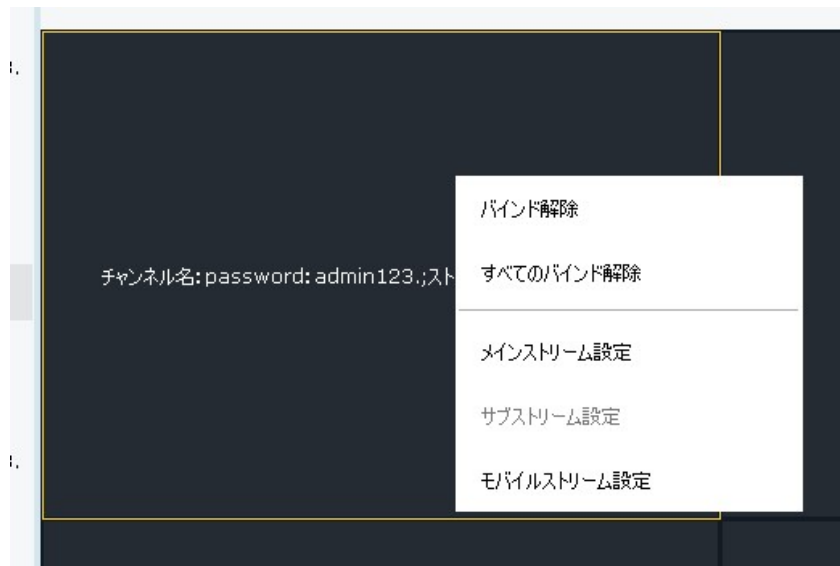 バインド解除
チャンネル名: password: admin123.;スト
すべてのバインド解除
メインストリーム設定
サブストリーム設定
モバイルストリーム設定